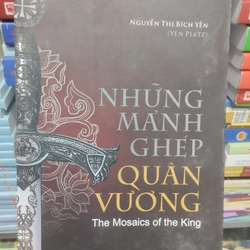 NGUYỄN THỊ BÍCH YẾN
(YEN PLATZ)
NHỮNG
MẢNH
GHÉP
QUÂN
VƯƠNG
The Mosaics of the King